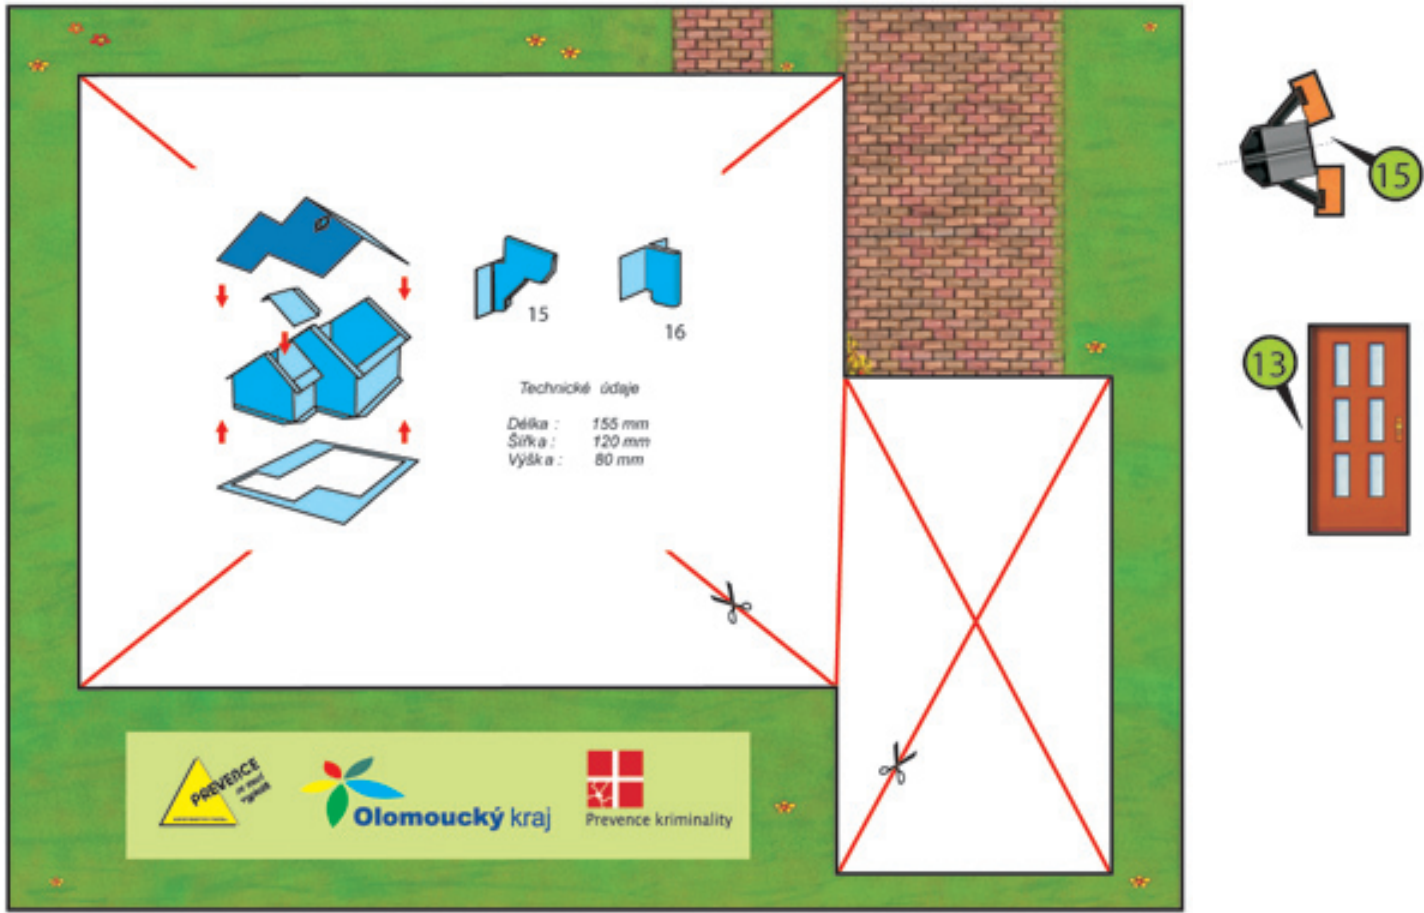 15
15
16
Technické údaje
Délka : 155 mm
Šířka : 120 mm
Výška : 80 mm
13
PREVENCE
Olomoucký kraj
Prevence kriminality